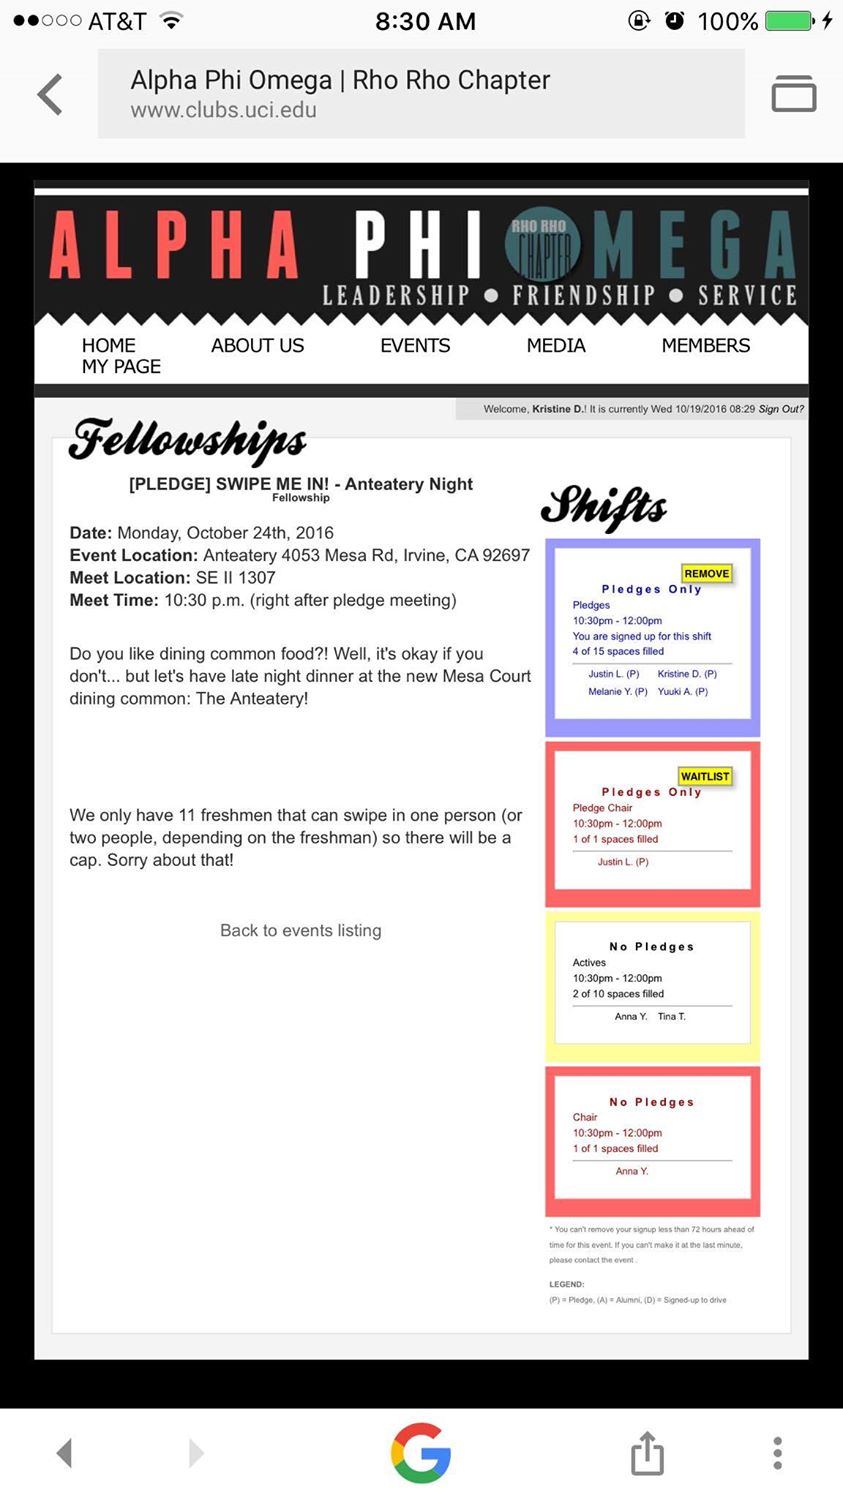 AT&T 8:30 AM 100%
Alpha Phi Omega | Rho Rho Chapter
www.clubs.uci.edu
ALPHA PHI OMEGA
RHO RHO
CHAPTER
LEADERSHIP ● FRIENDSHIP ● SERVICE
HOME ABOUT US EVENTS MEDIA MEMBERS
MY PAGE
Welcome, Kristine D.! It is currently Wed 10/19/2016 08:29 Sign Out?
Fellowships
[PLEDGE] SWIPE ME IN! - Anteatery Night
Fellowship
Date: Monday, October 24th, 2016
Event Location: Anteatery 4053 Mesa Rd, Irvine, CA 92697
Meet Location: SE II 1307
Meet Time: 10:30 p.m. (right after pledge meeting)
Do you like dining common food?! Well, it's okay if you
don't... but let's have late night dinner at the new Mesa Court
dining common: The Anteatery!
We only have 11 freshmen that can swipe in one person (or
two people, depending on the freshman) so there will be a
cap. Sorry about that!
Back to events listing
Shifts
REMOVE
Pledges Only
Pledges
10:30pm - 12:00pm
You are signed up for this shift
4 of 15 spaces filled
Justin L. (P) Kristine D. (P)
Melanie Y. (P) Yuuki A. (P)
WAITLIST
Pledges Only
Pledge Chair
10:30pm - 12:00pm
1 of 1 spaces filled
Justin L. (P)
No Pledges
Actives
10:30pm - 12:00pm
2 of 10 spaces filled
Anna Y. Tina T.
No Pledges
Chair
10:30pm - 12:00pm
1 of 1 spaces filled
Anna Y.
* You can't remove your signup less than 72 hours ahead of
time for this event. If you can't make it at the last minute,
please contact the event .
LEGEND:
(P) = Pledge, (A) = Alumni, (D) = Signed-up to drive